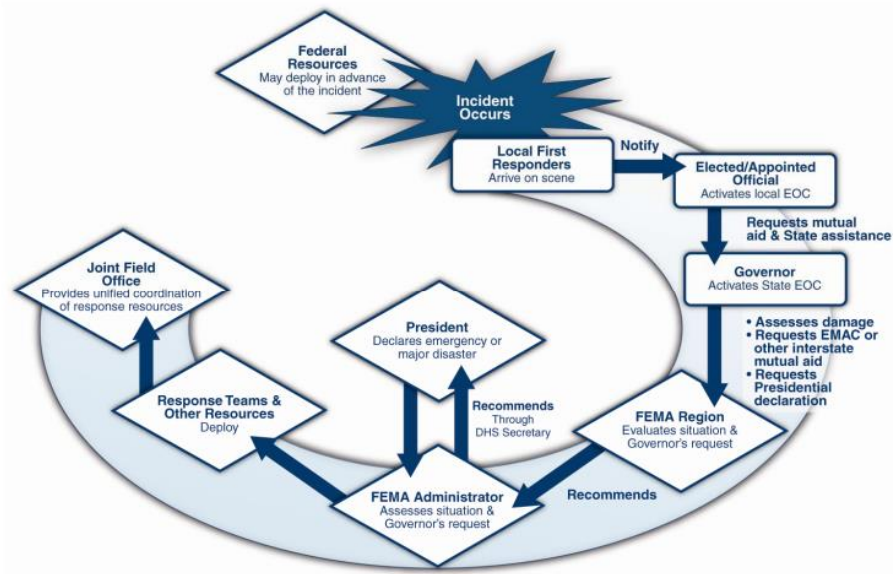 Federal
Resources
May deploy in advance
of the incident
Incident
Occurs
Local First
Responders
Arrive on scene
Notify
Elected/Appointed
Official
Activates local EOC
Requests mutual
aid & State assistance
Governor
Activates State EOC
• Assesses damage
• Requests EMAC or
other interstate
mutual aid
• Requests
Presidential
declaration
FEMA Region
Evaluates situation &
Governor's request
Recommends
FEMA Administrator
Assesses situation &
Governor's request
Recommends
Through
DHS Secretary
President
Declares emergency or
major disaster
Response Teams &
Other Resources
Deploy
Joint Field
Office
Provides unified coordination
of response resources